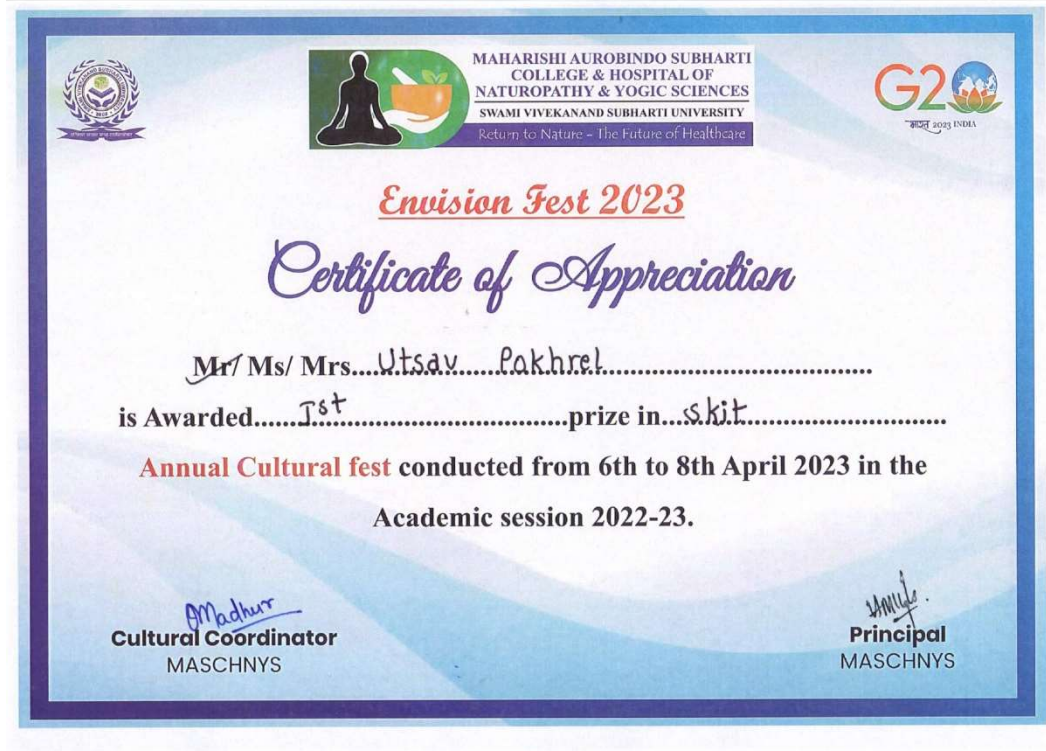 MAHARISHI AUROBINDO SUBHARTI
COLLEGE & HOSPITAL OF
NATUROPATHY & YOGIC SCIENCES
SWAMI VIVEKANAND SUBHARTI UNIVERSITY
Return to Nature - The Future of Healthcare
G20
भारत 2023 INDIA
Envision Fest 2023
Certificate of Appreciation
Mr/ Ms/ Mrs....Utsav.....Pokhrel........................................
is Awarded.......Ist.......................................prize in...Skit.............................
Annual Cultural fest conducted from 6th to 8th April 2023 in the
Academic session 2022-23.
Madhur
Cultural Coordinator
MASCHNYS
Principal
MASCHNYS